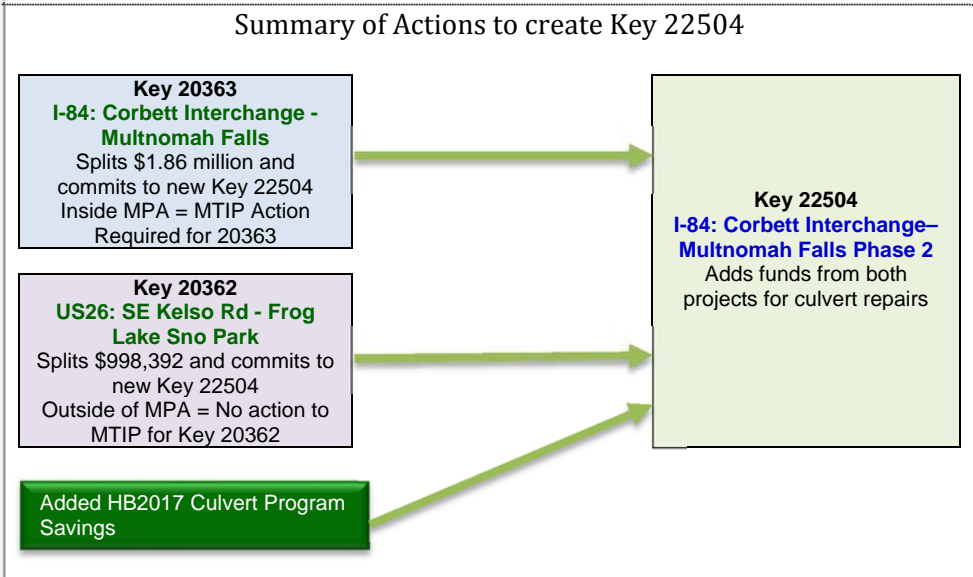 Summary of Actions to create Key 22504
Key 20363
I-84: Corbett Interchange -
Multnomah Falls
Splits $1.86 million and
commits to new Key 22504
Inside MPA = MTIP Action
Required for 20363
Key 20362
US26: SE Kelso Rd - Frog
Lake Sno Park
Splits $998,392 and commits to
new Key 22504
Outside of MPA = No action to
MTIP for Key 20362
Added HB2017 Culvert Program
Savings
Key 22504
I-84: Corbett Interchange–
Multnomah Falls Phase 2
Adds funds from both
projects for culvert repairs